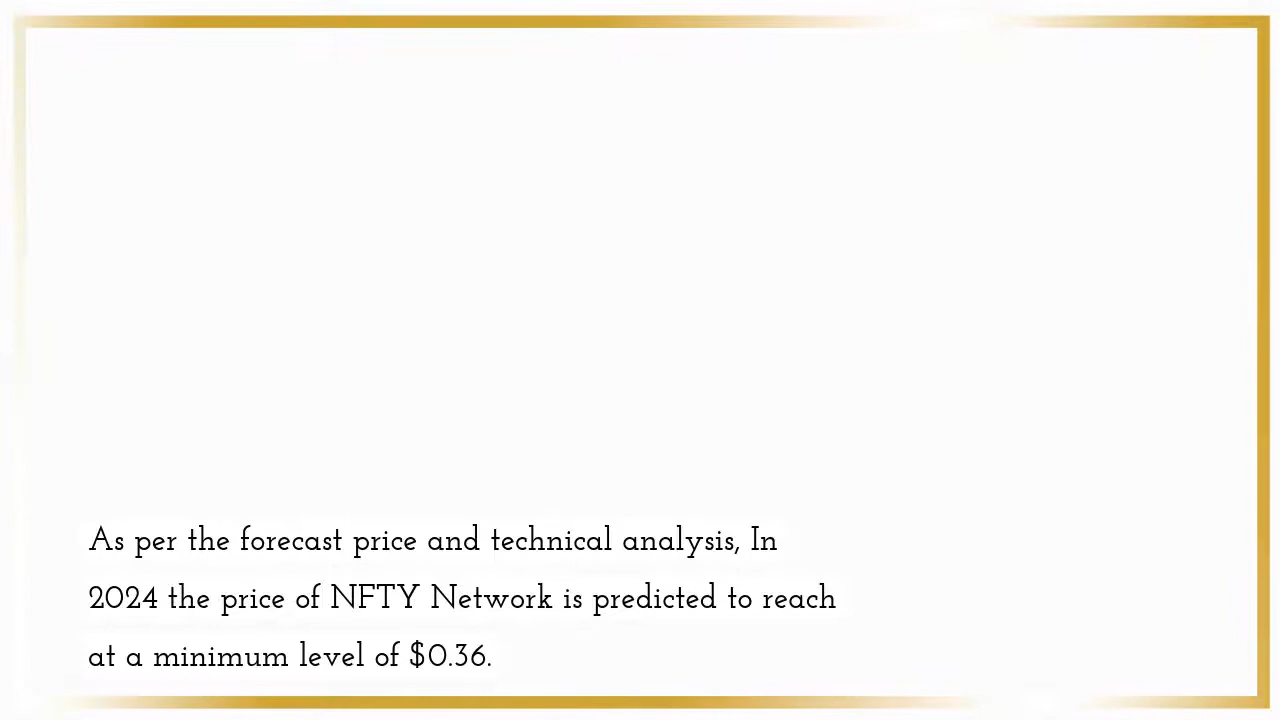 As per the forecast price and technical analysis, In
2024 the price of NFTY Network is predicted to reach
at a minimum level of $0.36.